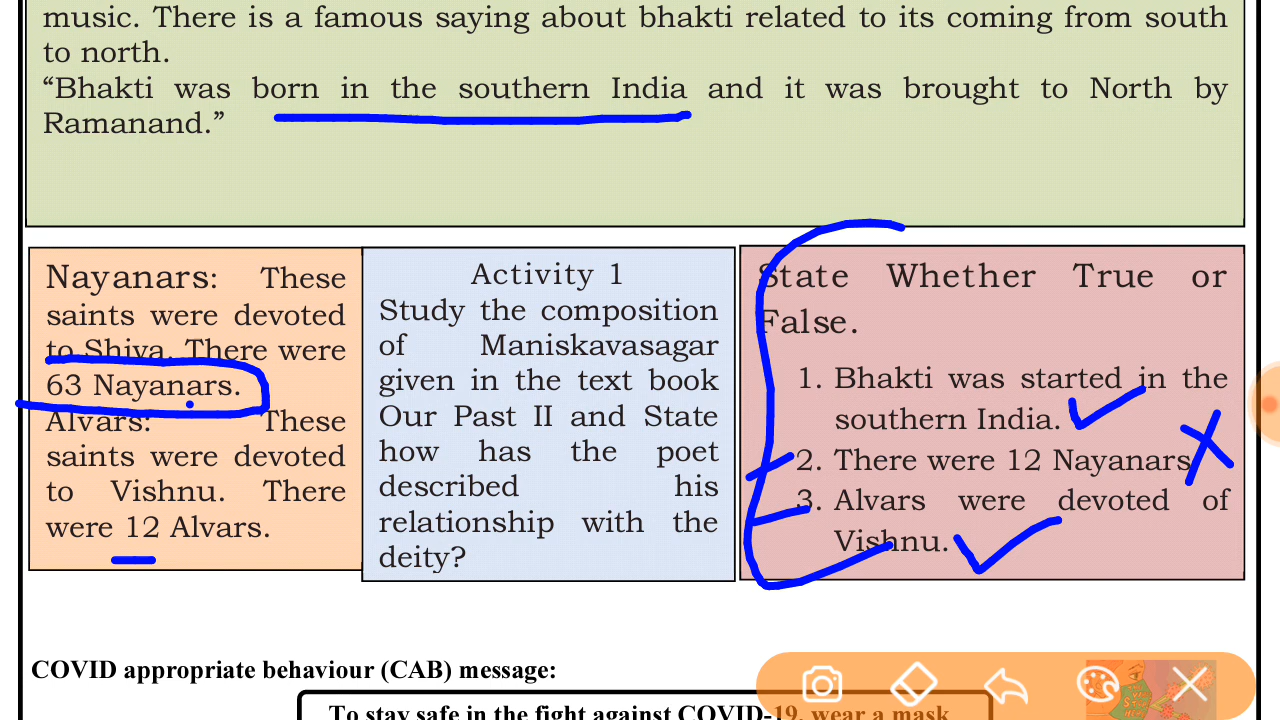 music. There is a famous saying about bhakti related to its coming from south
to north.
“Bhakti was born in the southern India and it was brought to North by
Ramanand.”
Nayanars: These
saints were devoted
to Shiva. There were
63 Nayanars.
Alvars: These
saints were devoted
to Vishnu. There
were 12 Alvars.
Activity 1
Study the composition
of Maniskavasagar
given in the text book
Our Past II and State
how has the poet
described his
relationship with the
deity?
State Whether True or
False.
1. Bhakti was started in the
southern India.
2. There were 12 Nayanars
3. Alvars were devoted of
Vishnu.
COVID appropriate behaviour (CAB) message:
To stay safe in the fight against COVID-19, wear a mask